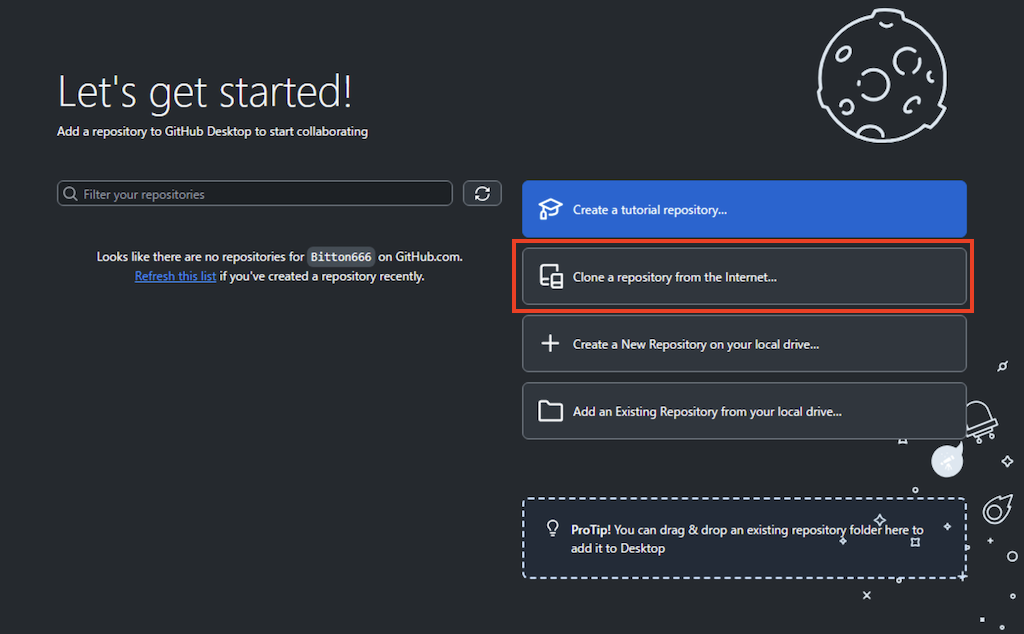 Let's get started!
Add a repository to GitHub Desktop to start collaborating
Filter your repositories
Looks like there are no repositories for Bitton666 on GitHub.com.
Refresh this list if you've created a repository recently.
Create a tutorial repository...
Clone a repository from the Internet...
Create a New Repository on your local drive...
Add an Existing Repository from your local drive...
ProTip! You can drag & drop an existing repository folder here to
add it to Desktop